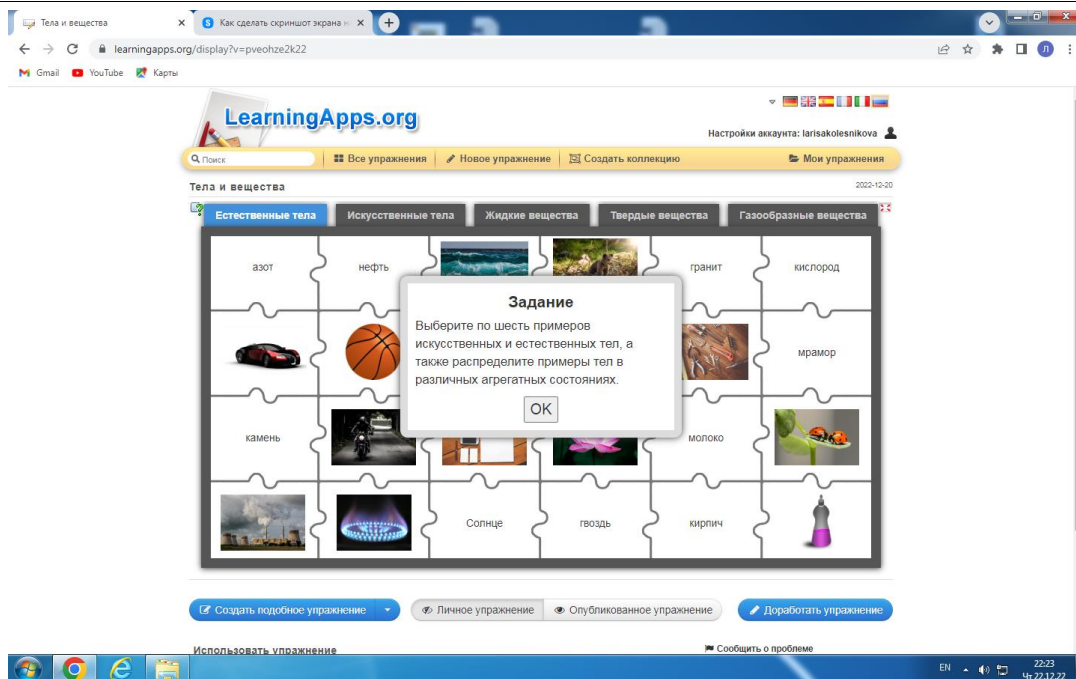 Тела и вещества
Как сделать скриншот экрана н
learningapps.org/display?v=pveohze2k22
Л
Gmail YouTube Карты
LearningApps.org
Настройки аккаунта: larisakolesnikova
Поиск Все упражнения Новое упражнение Создать коллекцию Мои упражнения
Тела и вещества 2022-12-20
Естественные тела Искусственные тела Жидкие вещества Твердые вещества Газообразные вещества
азот нефть гранит кислород
Задание
Выберите по шесть примеров
искусственных и естественных тел, а
также распределите примеры тел в
различных агрегатных состояниях.
OK
мрамор
камень молоко
Солнце гвоздь кирпич
Создать подобное упражнение Личное упражнение Опубликованное упражнение Доработать упражнение
Использовать упражнение Сообщить о проблеме
EN 22:23
Чт 22.12.22